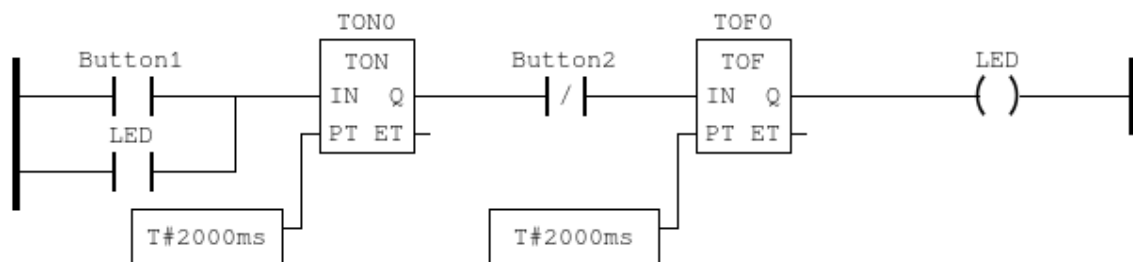 TON0
TOF0
Button1
TON
Button2
TOF
LED
IN Q
/
IN Q
LED
PT ET
PT ET
T#2000ms
T#2000ms